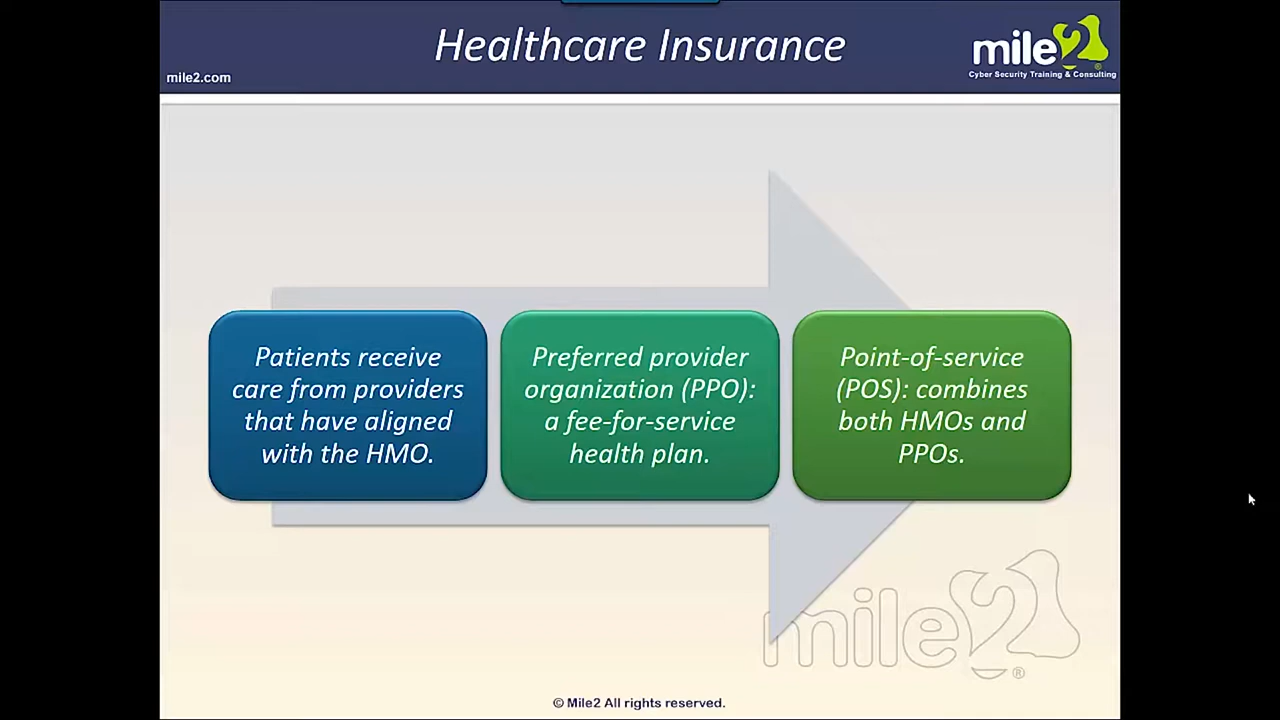 Healthcare Insurance
mile2
®
Cyber Security Training & Consulting
mile2.com
Patients receive
care from providers
that have aligned
with the HMO.
Preferred provider
organization (PPO):
a fee-for-service
health plan.
Point-of-service
(POS): combines
both HMOs and
PPOs.
mile2
®
© Mile2 All rights reserved.